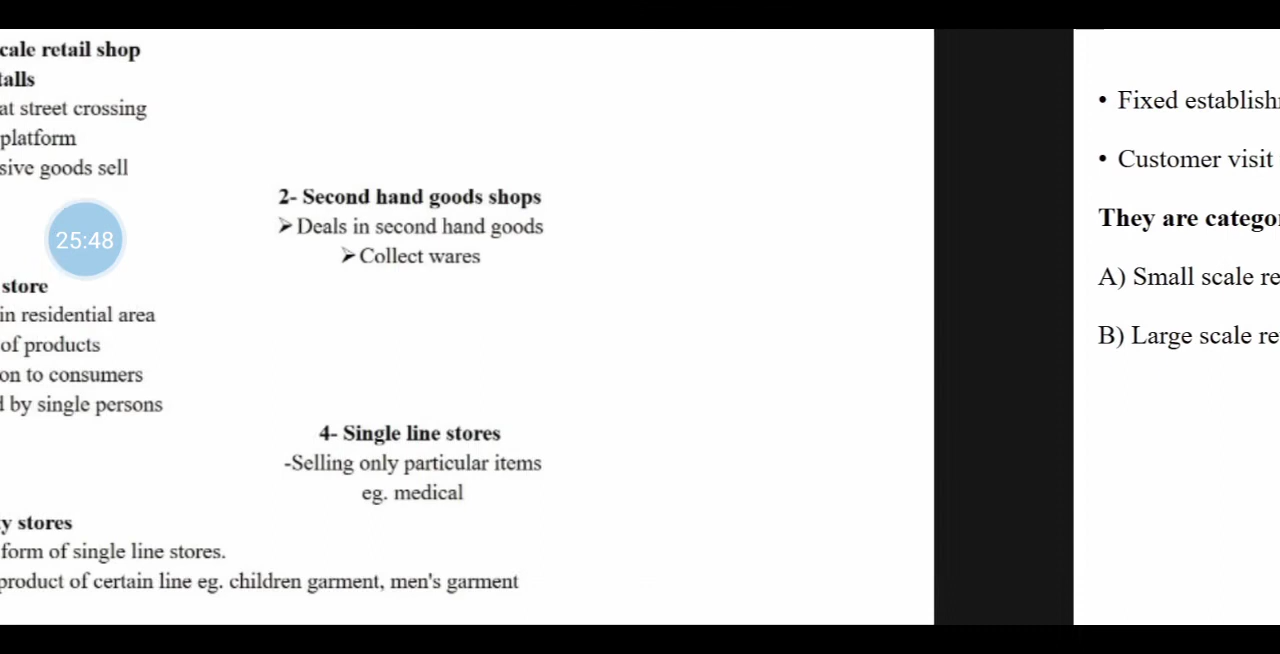 cale retail shop
talls
at street crossing
platform
sive goods sell
2- Second hand goods shops
➤ Deals in second hand goods
➤ Collect wares
25:48
store
in residential area
of products
on to consumers
d by single persons
4- Single line stores
-Selling only particular items
eg. medical
y stores
form of single line stores.
product of certain line eg. children garment, men's garment
• Fixed establish
• Customer visit
They are catego
A) Small scale re
B) Large scale re